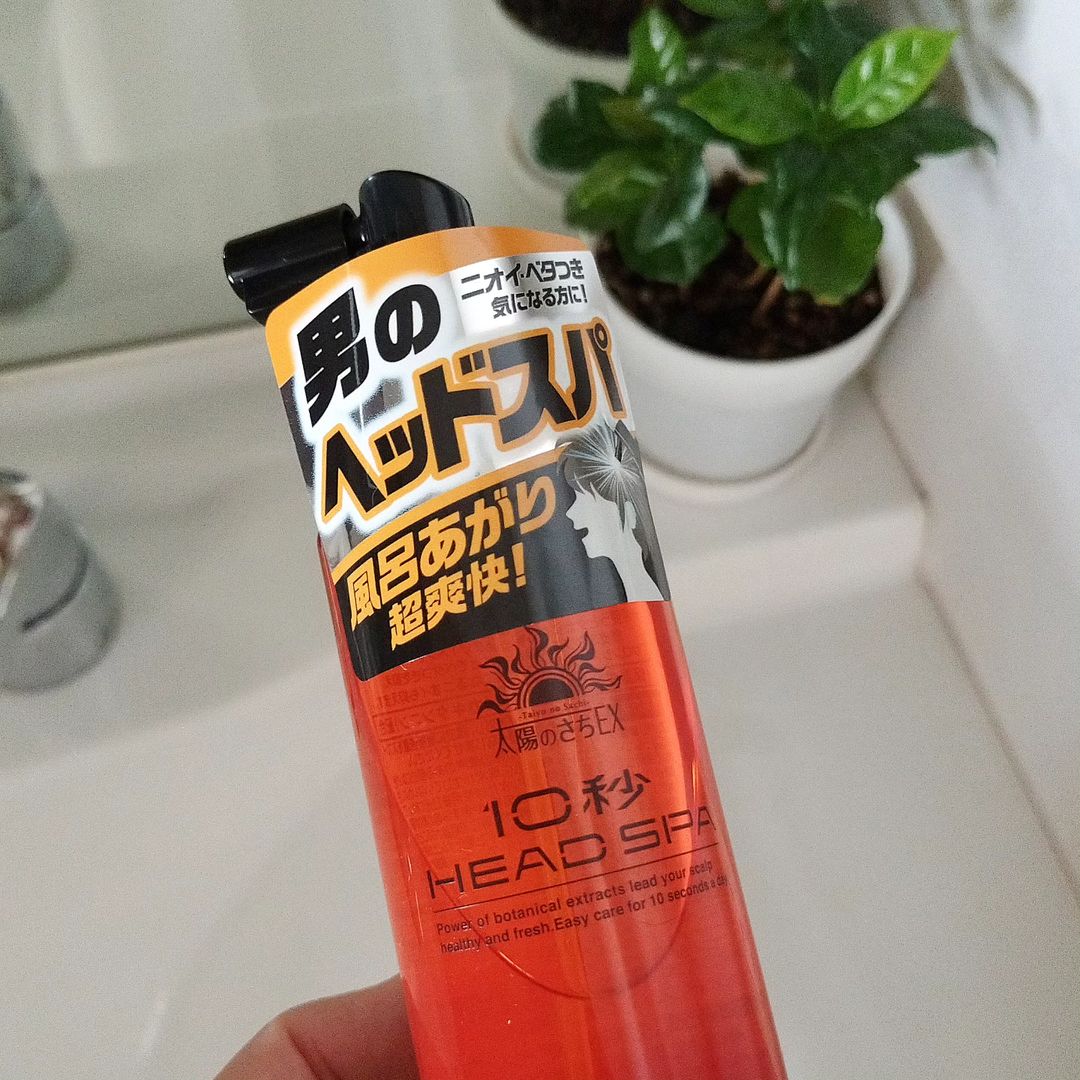 ニオイ・ベタつき
気になる方に!
男の
ヘッドスパ
風呂あがり
超爽快!
-Taiyo no Sachi-
太陽のさちEX
10秒
HEAD SPA
Power of botanical extracts lead your scalp
healthy and fresh.Easy care for 10 seconds a day